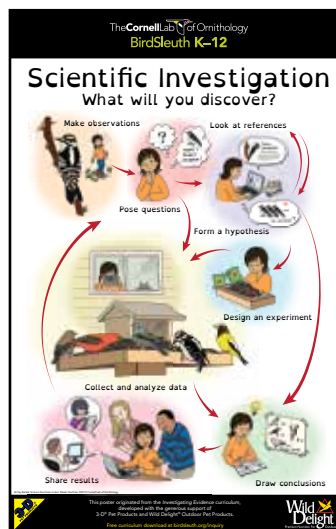 TheCornellLab of Ornithology
BirdSleuth K–12
Scientific Investigation
What will you discover?
Make observations
Look at references
?
Pose questions
Form a hypothesis
Design an experiment
Collect and analyze data
Share results
Draw conclusions
3-D
This poster originated from the Investigating Evidence curriculum,
developed with the generous support of
3-D® Pet Products and Wild Delight® Outdoor Pet Products.
Free curriculum download at birdsleuth.org/inquiry
Wild
Delight